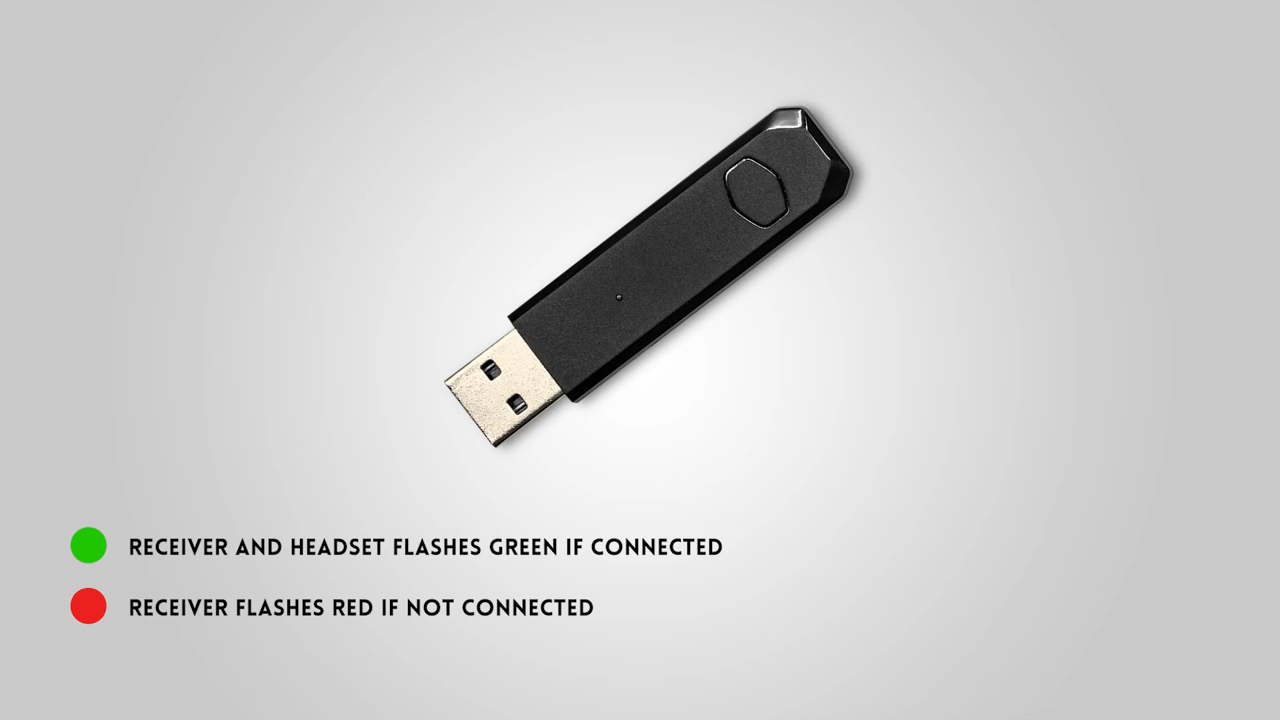 RECEIVER AND HEADSET FLASHES GREEN IF CONNECTED
RECEIVER FLASHES RED IF NOT CONNECTED